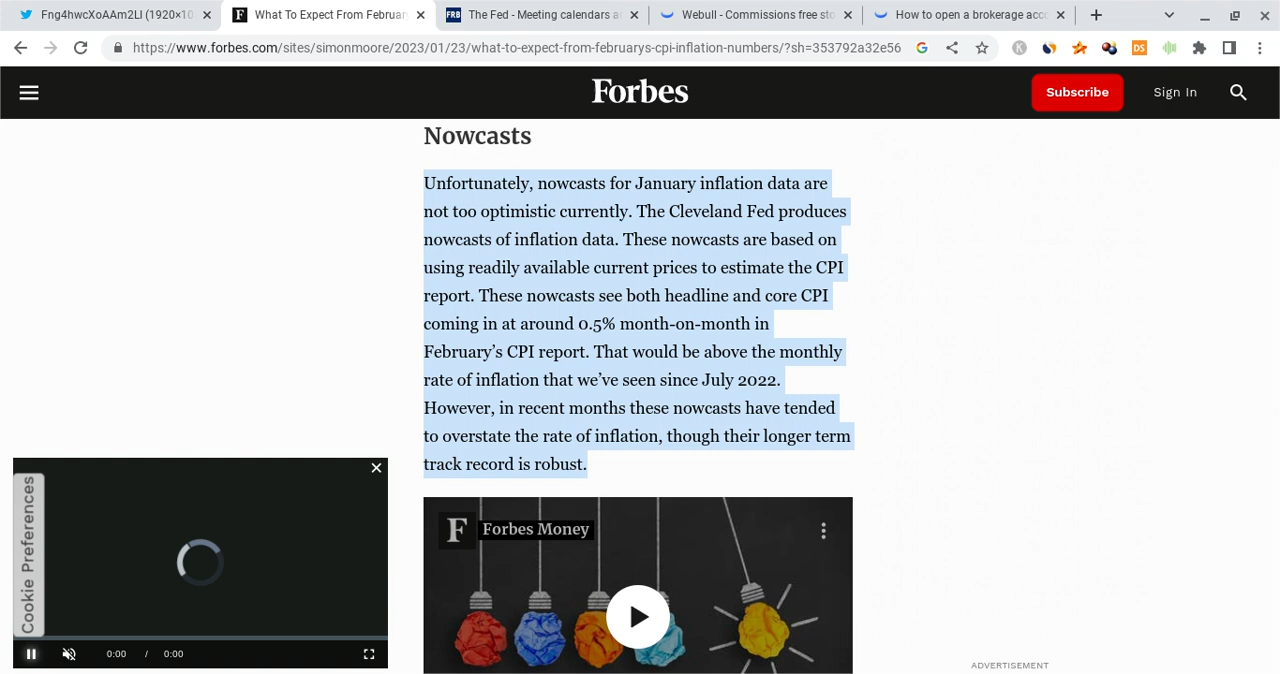 Fng4hwcXoAAm2LI (1920×10
What To Expect From Februar
FRB
The Fed - Meeting calendars a
Webull - Commissions free sto
How to open a brokerage acco
https://www.forbes.com/sites/simonmoore/2023/01/23/what-to-expect-from-februarys-cpi-inflation-numbers/?sh=353792a32e56
G
K
DS
Forbes
Subscribe
Sign In
Nowcasts
Unfortunately, nowcasts for January inflation data are
not too optimistic currently. The Cleveland Fed produces
nowcasts of inflation data. These nowcasts are based on
using readily available current prices to estimate the CPI
report. These nowcasts see both headline and core CPI
coming in at around 0.5% month-on-month in
February’s CPI report. That would be above the monthly
rate of inflation that we’ve seen since July 2022.
However, in recent months these nowcasts have tended
to overstate the rate of inflation, though their longer term
track record is robust.
Cookie Preferences
0:00 / 0:00
F
Forbes Money
ADVERTISEMENT